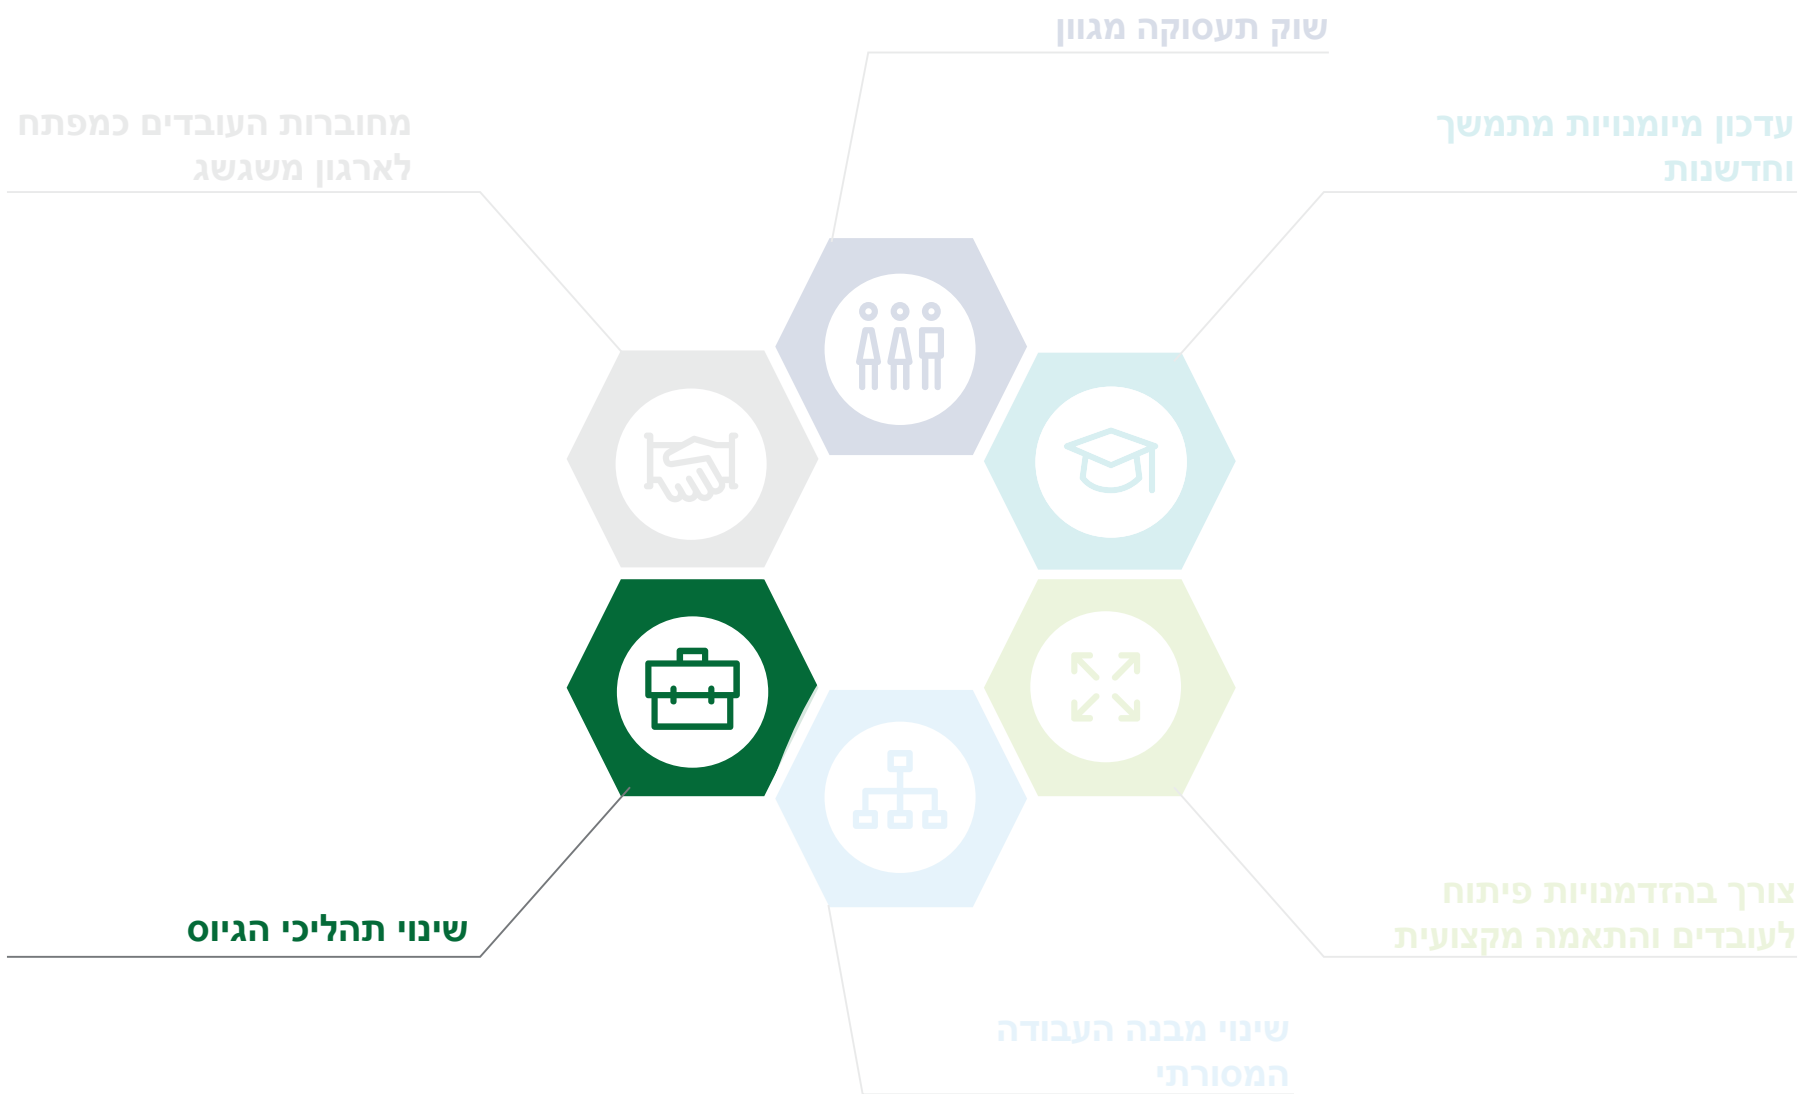 שוק תעסוקה מגוון
עדכון מיומנויות מתמשך
וחדשנות
מחוברות העובדים כמפתח
לארגון משגשג
צורך בהזדמנויות פיתוח
לעובדים והתאמה מקצועית
שינוי תהליכי הגיוס
שינוי מבנה העבודה
המסורתי